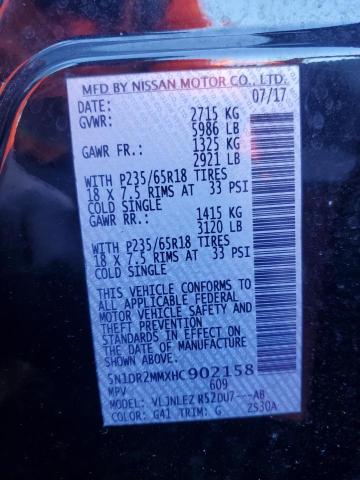 MFD BY NISSAN MOTOR CO., LTD.
DATE: 07/17
GVWR: 2715 KG
5986 LB
GAWR FR.: 1325 KG
2921 LB
WITH P235/65R18 TIRES
18 X 7.5 RIMS AT 33 PSI
COLD SINGLE
GAWR RR.: 1415 KG
3120 LB
WITH P235/65R18 TIRES
18 X 7.5 RIMS AT 33 PSI
COLD SINGLE
THIS VEHICLE CONFORMS TO
ALL APPLICABLE FEDERAL
MOTOR VEHICLE SAFETY AND
THEFT PREVENTION STANDARDS
IN EFFECT ON THE DATE OF
MANUFACTURE SHOWN
ABOVE.
5N1DR2MMXHC902158
MPV 609
MODEL: VLJNLEZ R52DU7---AB
COLOR: G41 TRIM: G ZS30A